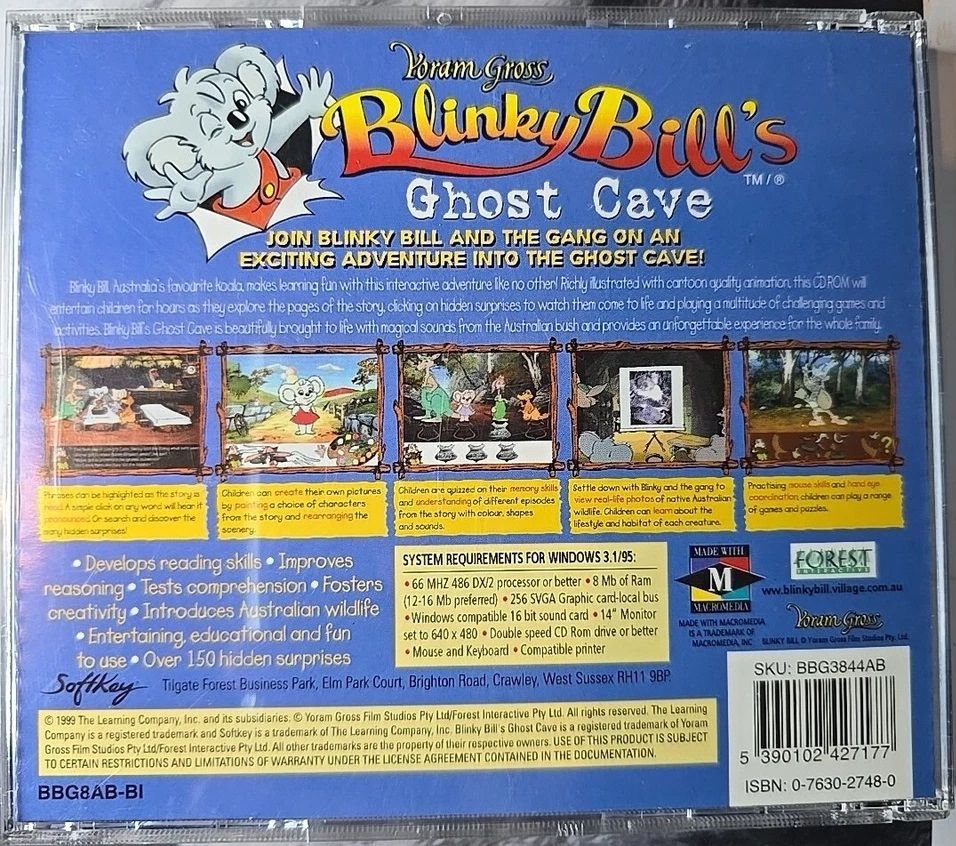 Yoram Gross
Blinky Bill's
TM / ®
Ghost Cave
JOIN BLINKY BILL AND THE GANG ON AN
EXCITING ADVENTURE INTO THE GHOST CAVE!
Blinky Bill, Australia's favourite koala, makes learning fun with this interactive adventure like no other! Richly illustrated with cartoon quality animation, this CD ROM will
entertain children for hours as they explore the pages of the story, clicking on hidden surprises to watch them come to life and playing a multitude of challenging games and
activities. Blinky Bill's Ghost Cave is beautifully brought to life with magical sounds from the Australian bush and provides an unforgettable experience for the whole family.
Phrases can be highlighted as the story is
read. A simple click on any word will hear it
pronounced! Or search and discover the
many hidden surprises!
Children can create their own pictures
by painting a choice of characters
from the story and rearranging the
scenery.
Children are quizzed on their memory skills
and understanding of different episodes
from the story with colour, shapes
and sounds.
Settle down with Blinky and the gang to
view real-life photos of native Australian
wildlife. Children can learn about the
lifestyle and habitat of each creature.
Practising mouse skills and hand eye
coordination, children can play a range
of games and puzzles.
• Develops reading skills • Improves
reasoning • Tests comprehension • Fosters
creativity • Introduces Australian wildlife
• Entertaining, educational and fun
to use • Over 150 hidden surprises
SYSTEM REQUIREMENTS FOR WINDOWS 3.1/95:
• 66 MHZ 486 DX/2 processor or better • 8 Mb of Ram
(12-16 Mb preferred) • 256 SVGA Graphic card-local bus
• Windows compatible 16 bit sound card • 14" Monitor
set to 640 x 480 • Double speed CD Rom drive or better
• Mouse and Keyboard • Compatible printer
MADE WITH
M
MACROMEDIA
MADE WITH MACROMEDIA
IS A TRADEMARK OF
MACROMEDIA, INC
FOREST
INTERACTIVE
www.blinkybill.village.com.au
Yoram Gross
BLINKY BILL © Yoram Gross Film Studios Pty. Ltd.
SoftKey
Tilgate Forest Business Park, Elm Park Court, Brighton Road, Crawley, West Sussex RH11 9BP
© 1999 The Learning Company, Inc. and its subsidiaries. © Yoram Gross Film Studios Pty Ltd/Forest Interactive Pty Ltd. All rights reserved. The Learning
Company is a registered trademark and Softkey is a trademark of The Learning Company, Inc. Blinky Bill's Ghost Cave is a registered trademark of Yoram
Gross Film Studios Pty Ltd/Forest Interactive Pty Ltd. All other trademarks are the property of their respective owners. USE OF THIS PRODUCT IS SUBJECT
TO CERTAIN RESTRICTIONS AND LIMITATIONS OF WARRANTY UNDER THE LICENSE AGREEMENT CONTAINED IN THE DOCUMENTATION.
BBG8AB-BI
SKU: BBG3844AB
5 390102 427177
ISBN: 0-7630-2748-0